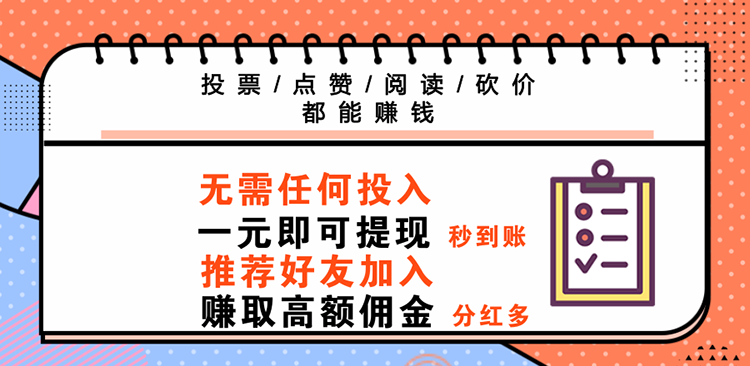 投票/点赞/阅读/砍价
都能赚钱
无需任何投入
一元即可提现 秒到账
推荐好友加入
赚取高额佣金 分红多